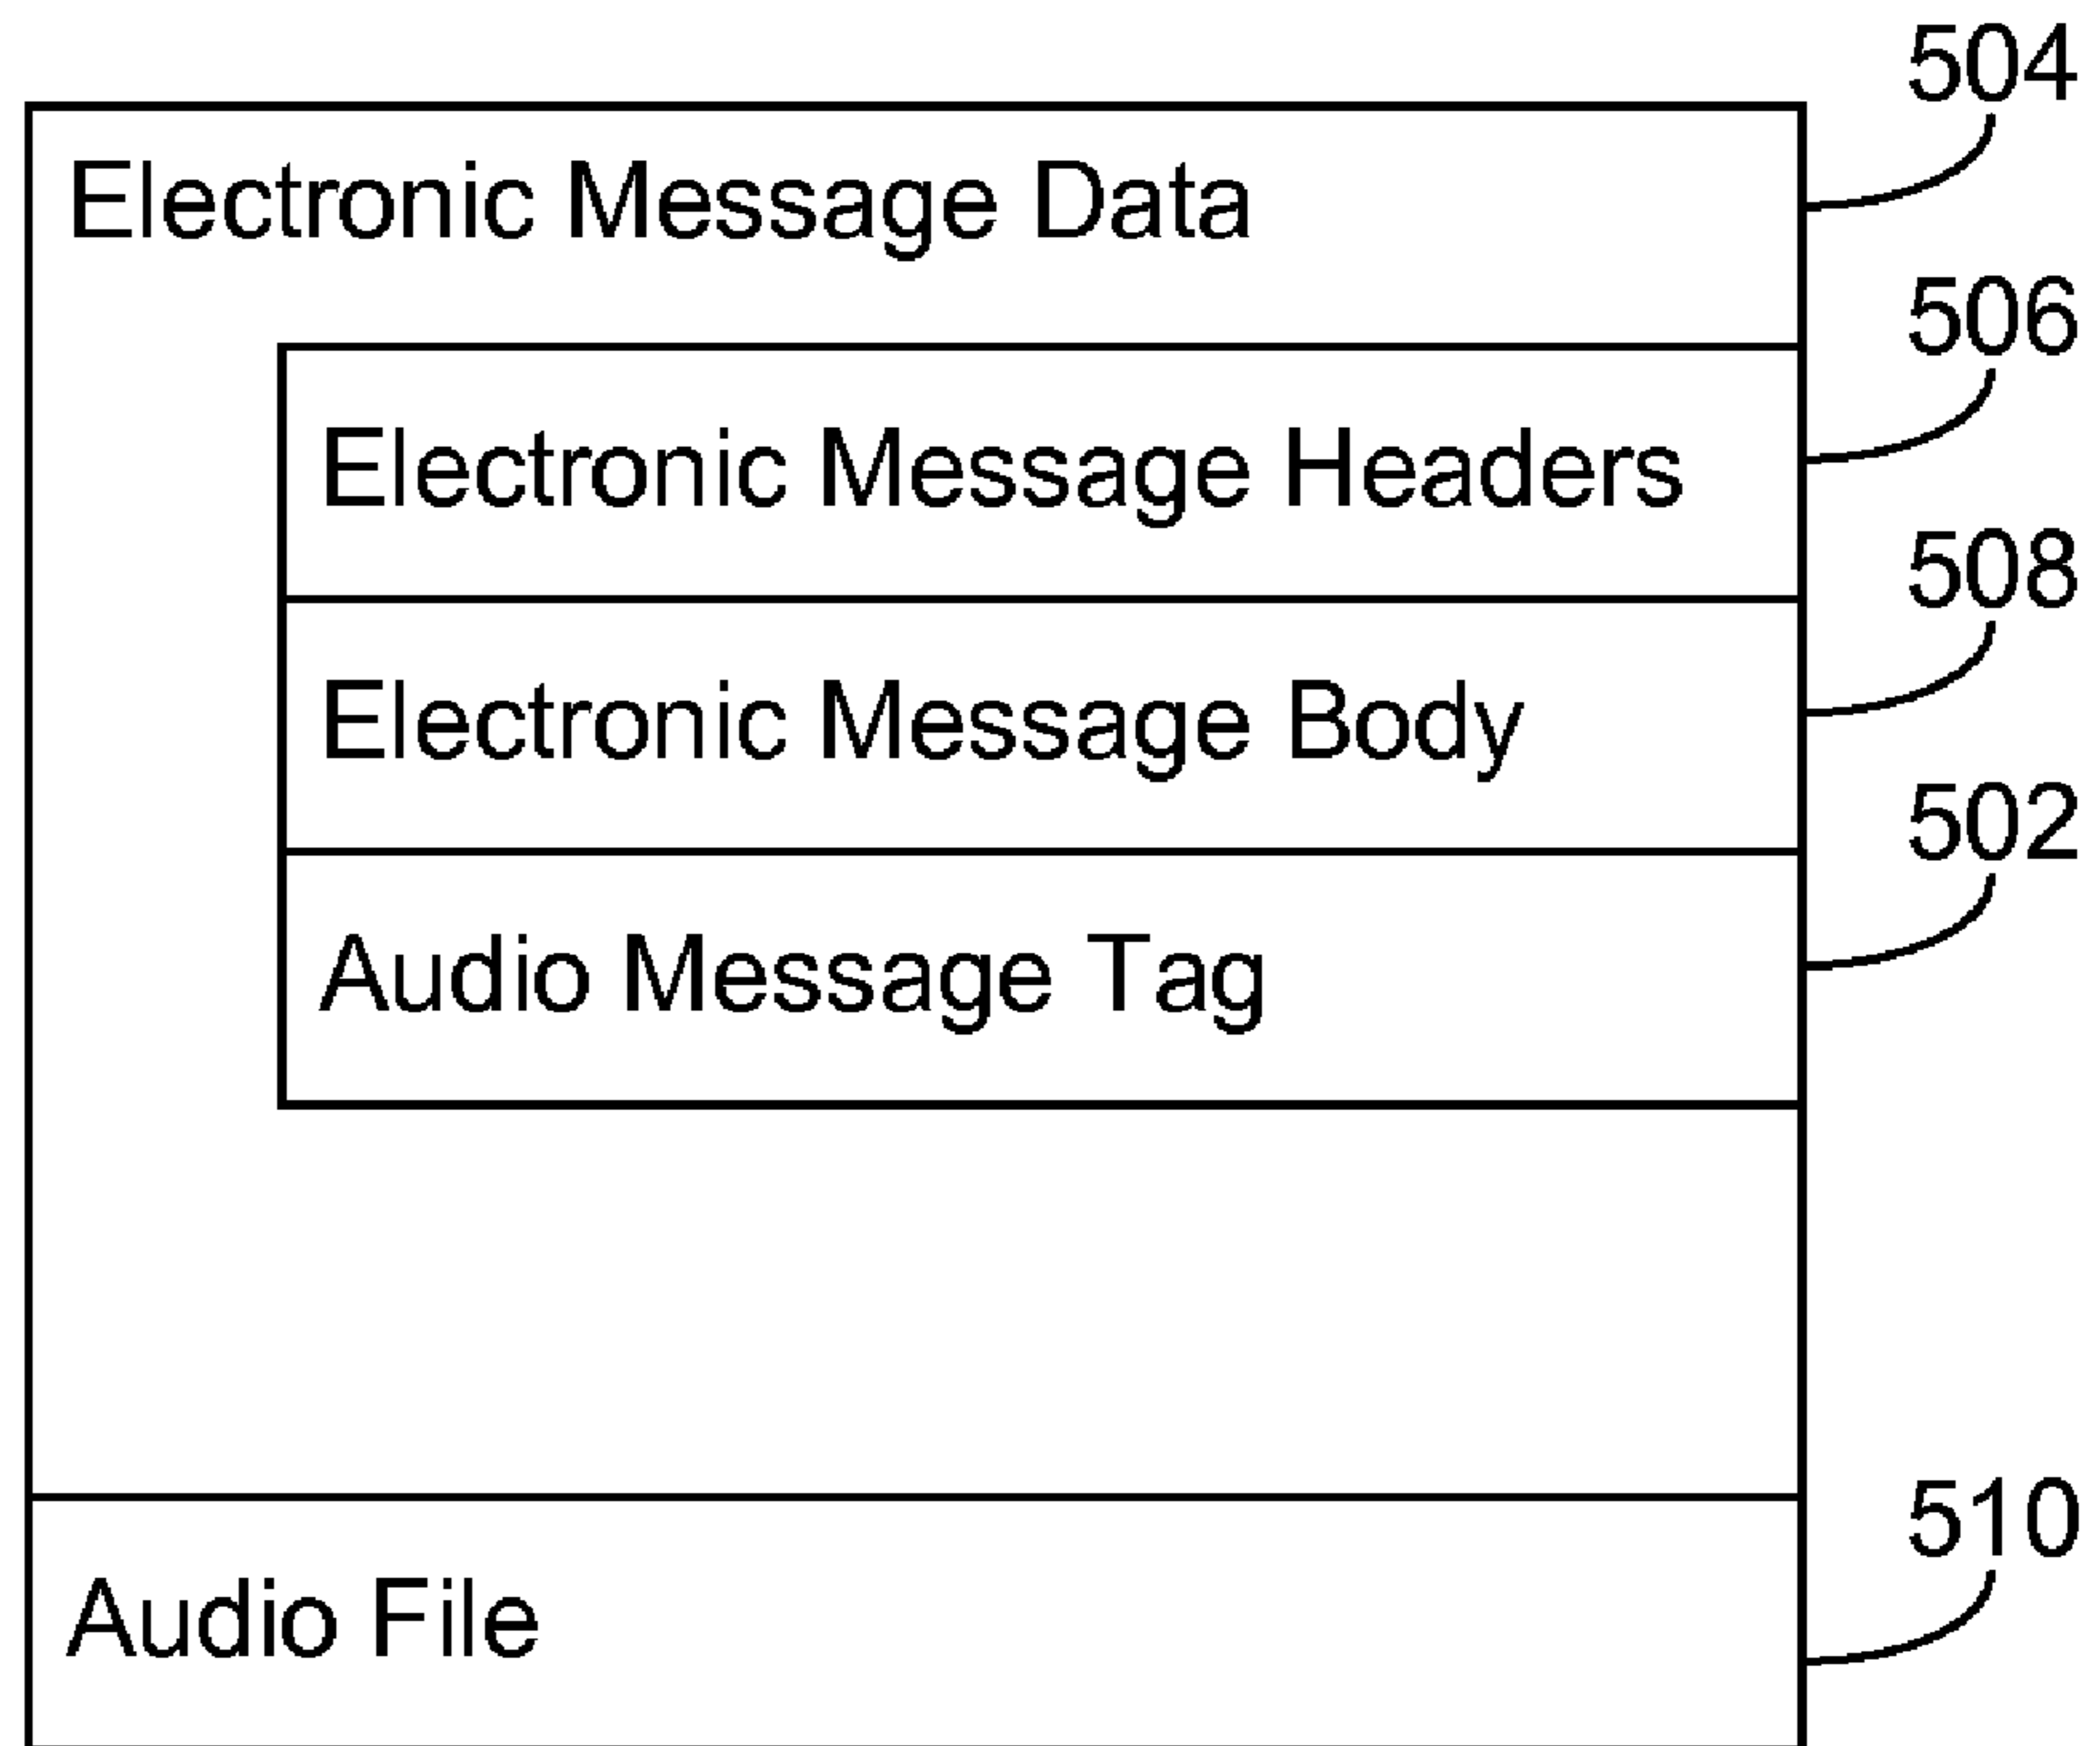 504
Electronic Message Data
506
Electronic Message Headers
508
Electronic Message Body
502
Audio Message Tag
510
Audio File